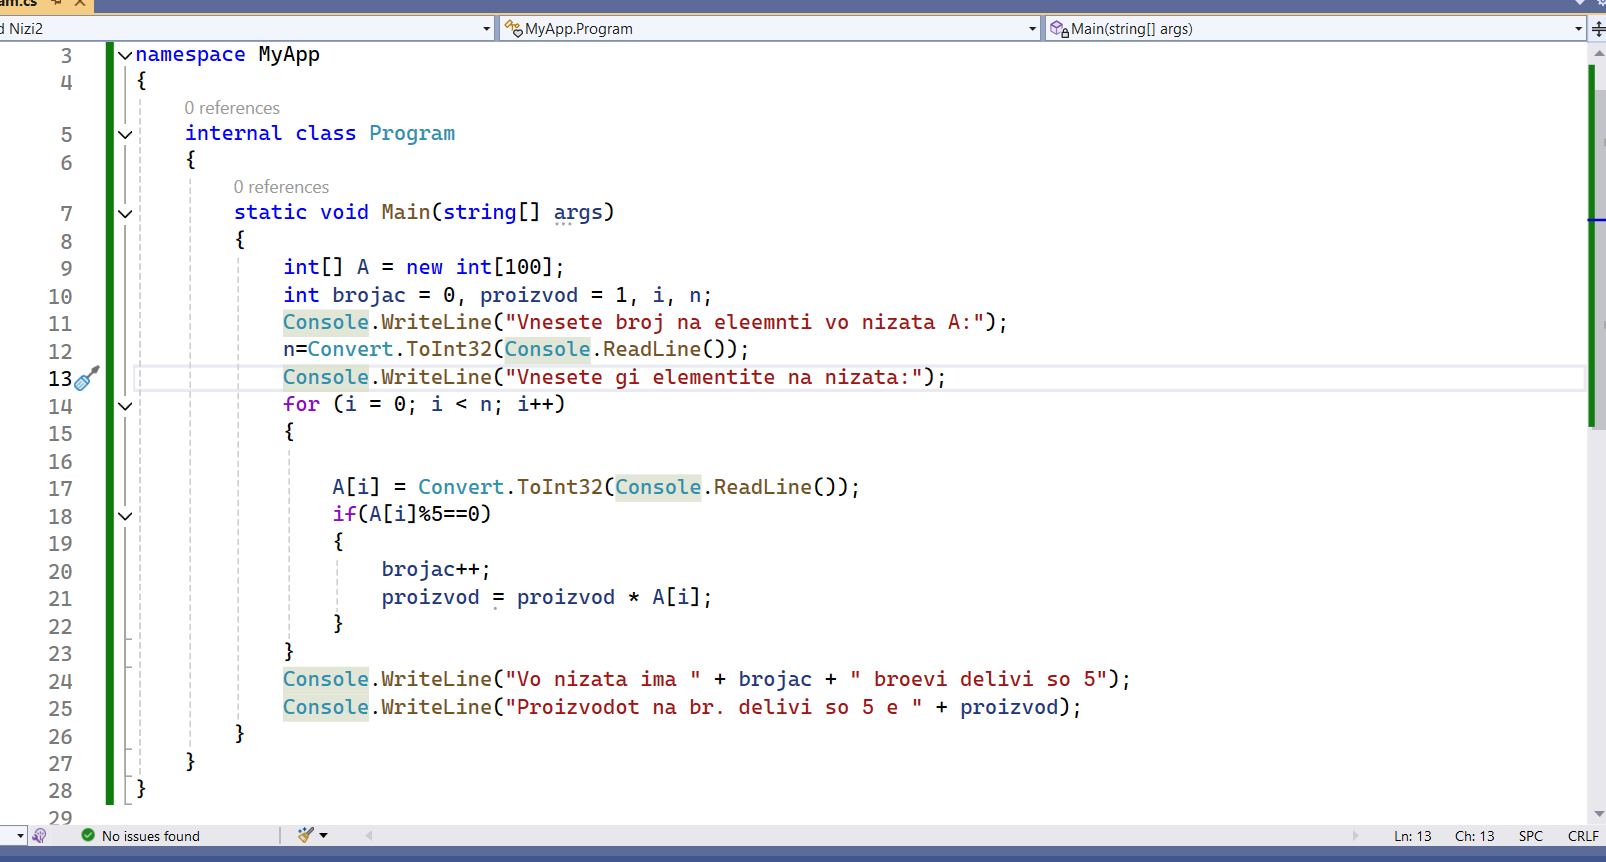 am.cs
d Nizi2 MyApp.Program Main(string[] args)
3 namespace MyApp
4 {
0 references
5 internal class Program
6 {
0 references
7 static void Main(string[] args)
8 {
9 int[] A = new int[100];
10 int brojac = 0, proizvod = 1, i, n;
11 Console.WriteLine("Vnesete broj na eleemnti vo nizata A:");
12 n=Convert.ToInt32(Console.ReadLine());
13 Console.WriteLine("Vnesete gi elementite na nizata:");
14 for (i = 0; i < n; i++)
15 {
16
17 A[i] = Convert.ToInt32(Console.ReadLine());
18 if(A[i]%5==0)
19 {
20 brojac++;
21 proizvod = proizvod * A[i];
22 }
23 }
24 Console.WriteLine("Vo nizata ima " + brojac + " broevi delivi so 5");
25 Console.WriteLine("Proizvodot na br. delivi so 5 e " + proizvod);
26 }
27 }
28 }
29
No issues found Ln: 13 Ch: 13 SPC CRLF